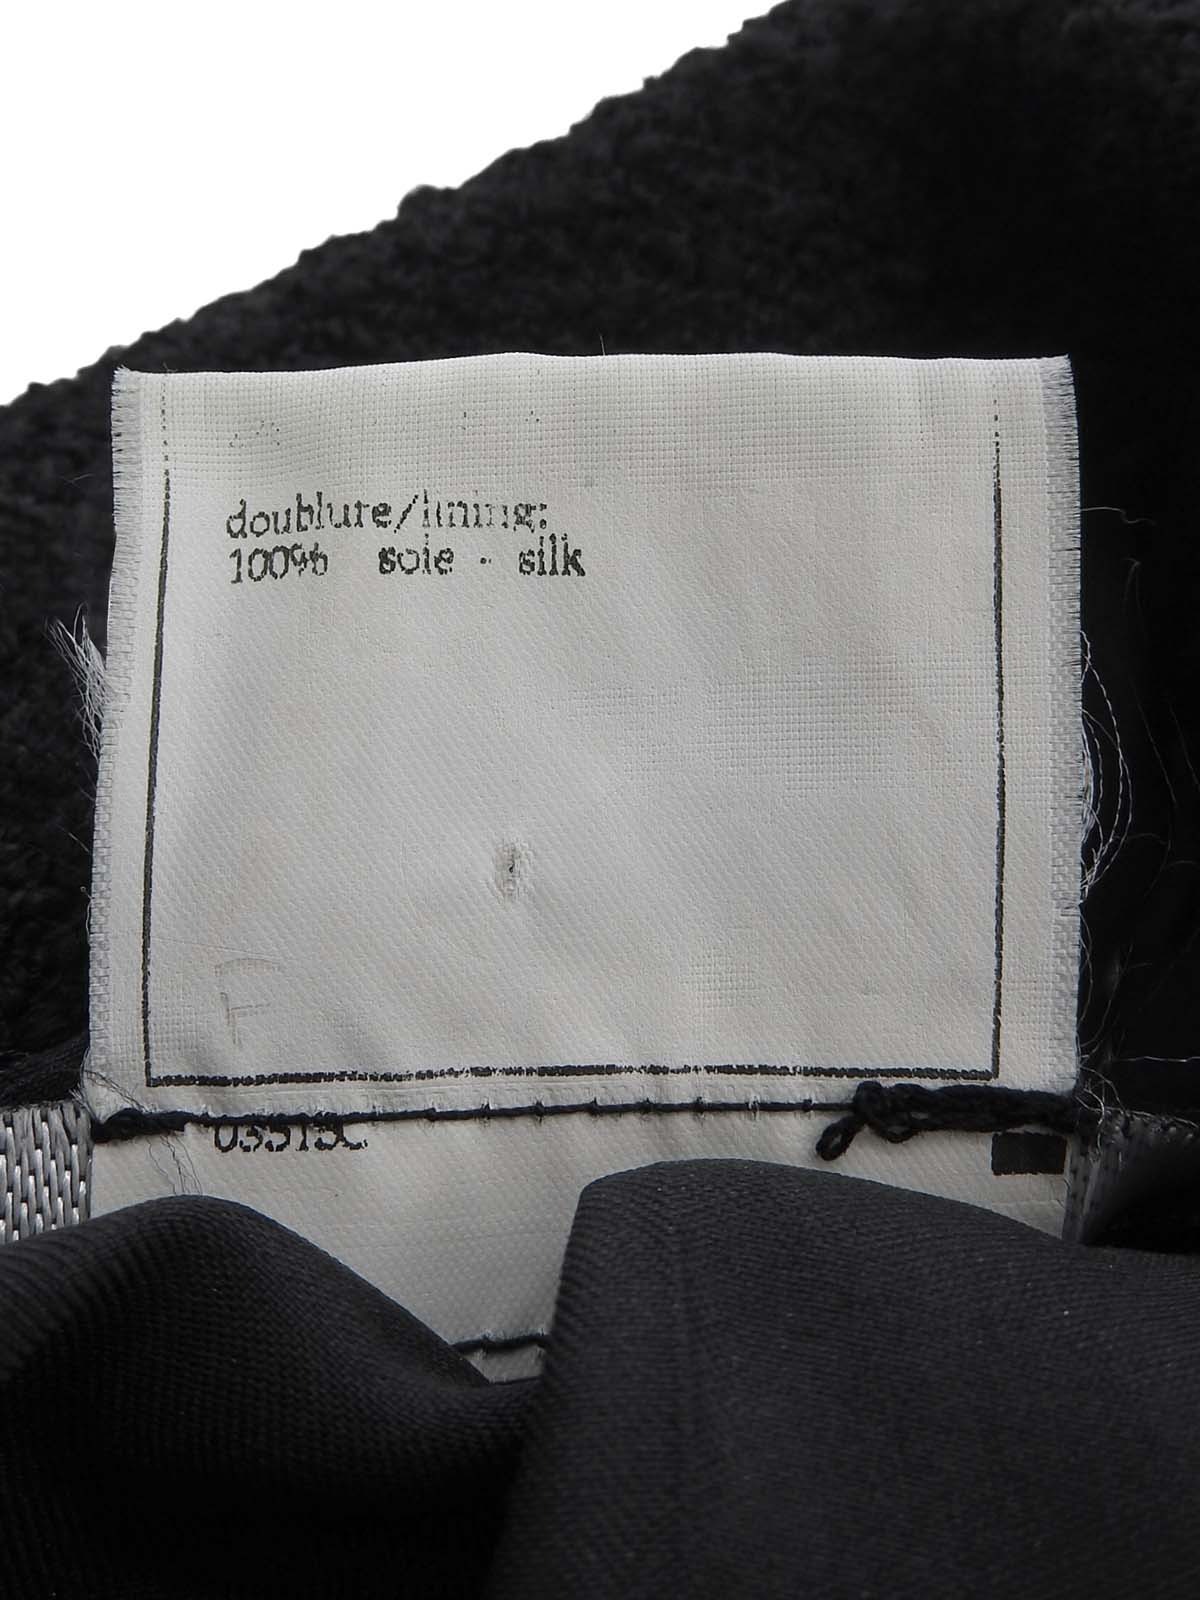 doublure/lining:
100% soie - silk